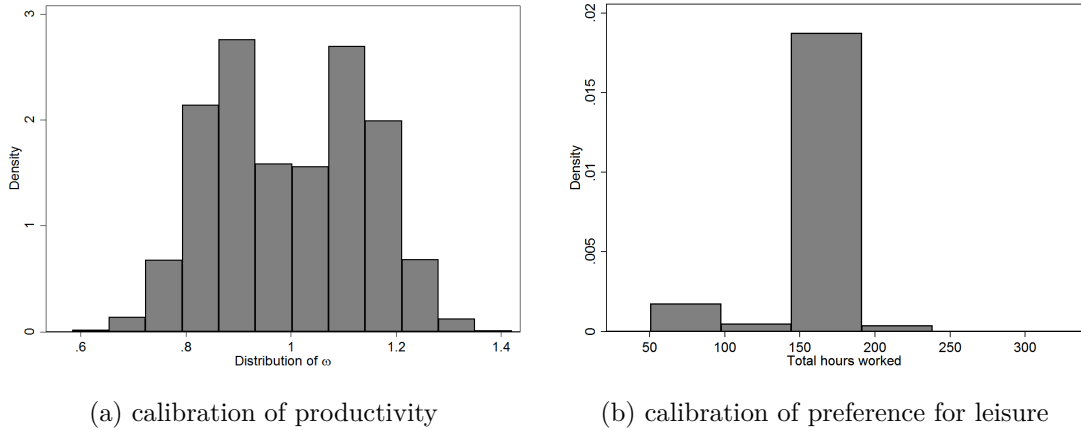 3
2
1
0
Density
.6 .8 1 1.2 1.4
Distribution of ω
(a) calibration of productivity
.02
.015
.01
.005
0
Density
50 100 150 200 250 300
Total hours worked
(b) calibration of preference for leisure